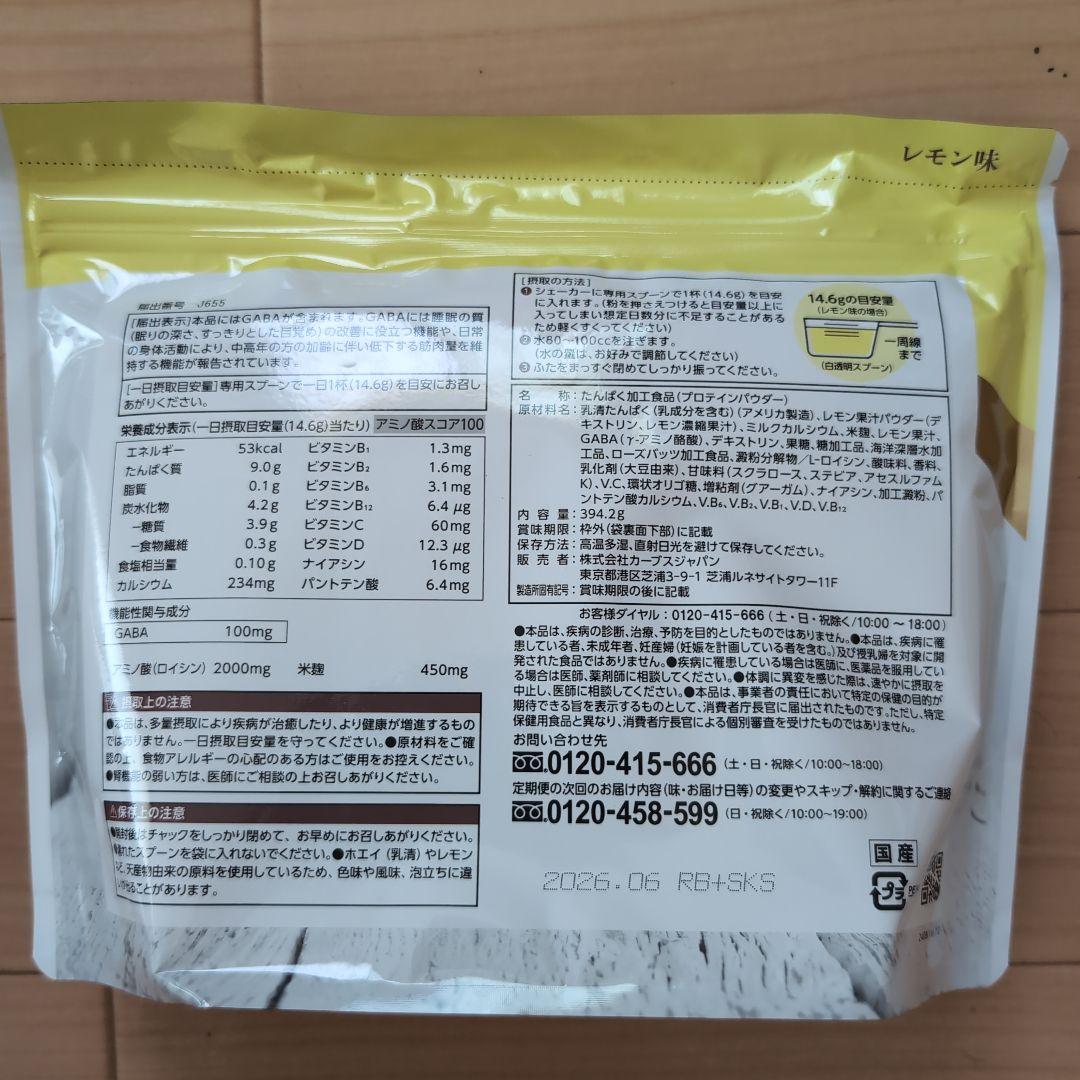 レモン味
届出番号 J655
[届出表示]本品にはGABAが含まれます。GABAには睡眠の質
(眠りの深さ、すっきりとした目覚め)の改善に役立つ機能や、日常
の身体活動により、中高年の方の加齢に伴い低下する筋肉量を維
持する機能が報告されています。
[一日摂取目安量]専用スプーンで一日1杯(14.6g)を目安にお召し
あがりください。
栄養成分表示(一日摂取目安量(14.6g)当たり) アミノ酸スコア100
エネルギー 53kcal ビタミンB₁ 1.3mg
たんぱく質 9.0g ビタミンB₂ 1.6mg
脂質 0.1g ビタミンB₆ 3.1mg
炭水化物 4.2g ビタミンB₁₂ 6.4μg
−糖質 3.9g ビタミンC 60mg
−食物繊維 0.3g ビタミンD 12.3μg
食塩相当量 0.10g ナイアシン 16mg
カルシウム 234mg パントテン酸 6.4mg
機能性関与成分
GABA 100mg
アミノ酸(ロイシン) 2000mg 米麹 450mg
⚠摂取上の注意
●本品は、多量摂取により疾病が治癒したり、より健康が増進するもの
ではありません。一日摂取目安量を守ってください。●原材料をご確
認の上、食物アレルギーの心配のある方はご使用をお控えください。
●腎機能の弱い方は、医師にご相談の上お召しあがりください。
⚠保存上の注意
●開封後はチャックをしっかり閉めて、お早めにお召しあがりください。
●濡れたスプーンを袋に入れないでください。●ホエイ(乳清)やレモン
など、天産物由来の原料を使用しているため、色味や風味、泡立ちに違
いが出ることがあります。
[摂取の方法]
❶シェーカーに専用スプーンで1杯(14.6g)を目安
に入れます。(粉を押さえつけると目安量以上に
入ってしまい想定日数分に不足することがある
ため軽くすくってください)
❷水80〜100ccを注ぎます。
(水の量は、お好みで調節してください)
❸ふたをまっすぐ閉めてしっかり振ってください。
14.6gの目安量
(レモン味の場合)
一周線
まで
(白透明スプーン)
名 称:たんぱく加工食品(プロテインパウダー)
原材料名:乳清たんぱく(乳成分を含む)(アメリカ製造)、レモン果汁パウダー(デ
キストリン、レモン濃縮果汁)、ミルクカルシウム、米麹、レモン果汁、
GABA(γ-アミノ酪酸)、デキストリン、果糖、糖加工品、海洋深層水加
工品、ローズバッツ加工食品、澱粉分解物/L-ロイシン、酸味料、香料、
乳化剤(大豆由来)、甘味料(スクラロース、ステビア、アセスルファム
K)、V.C、環状オリゴ糖、増粘剤(グアーガム)、ナイアシン、加工澱粉、パ
ントテン酸カルシウム、V.B₆、V.B₂、V.B₁、V.D、V.B₁₂
内 容 量:394.2g
賞味期限:枠外(袋裏面下部)に記載
保存方法:高温多湿、直射日光を避けて保存してください。
販 売 者:株式会社カーブスジャパン
東京都港区芝浦3-9-1 芝浦ルネサイトタワー11F
製造所固有記号:賞味期限の後に記載
お客様ダイヤル:0120-415-666(土・日・祝除く/10:00〜18:00)
●本品は、疾病の診断、治療、予防を目的としたものではありません。●本品は、疾病に罹
患している者、未成年者、妊産婦(妊娠を計画している者を含む。)及び授乳婦を対象に開
発された食品ではありません。●疾病に罹患している場合は医師に、医薬品を服用してい
る場合は医師、薬剤師に相談してください。●体調に異変を感じた際は、速やかに摂取を
中止し、医師に相談してください。●本品は、事業者の責任において特定の保健の目的が
期待できる旨を表示するものとして、消費者庁長官に届出されたものです。ただし、特定
保健用食品と異なり、消費者庁長官による個別審査を受けたものではありません。
お問い合わせ先
0120-415-666 (土・日・祝除く/10:00~18:00)
定期便の次回のお届け内容(味・お届け日等)の変更やスキップ・解約に関するご連絡
0120-458-599 (日・祝除く/10:00~19:00)
国産
プラ
2026.06 RB+SKS